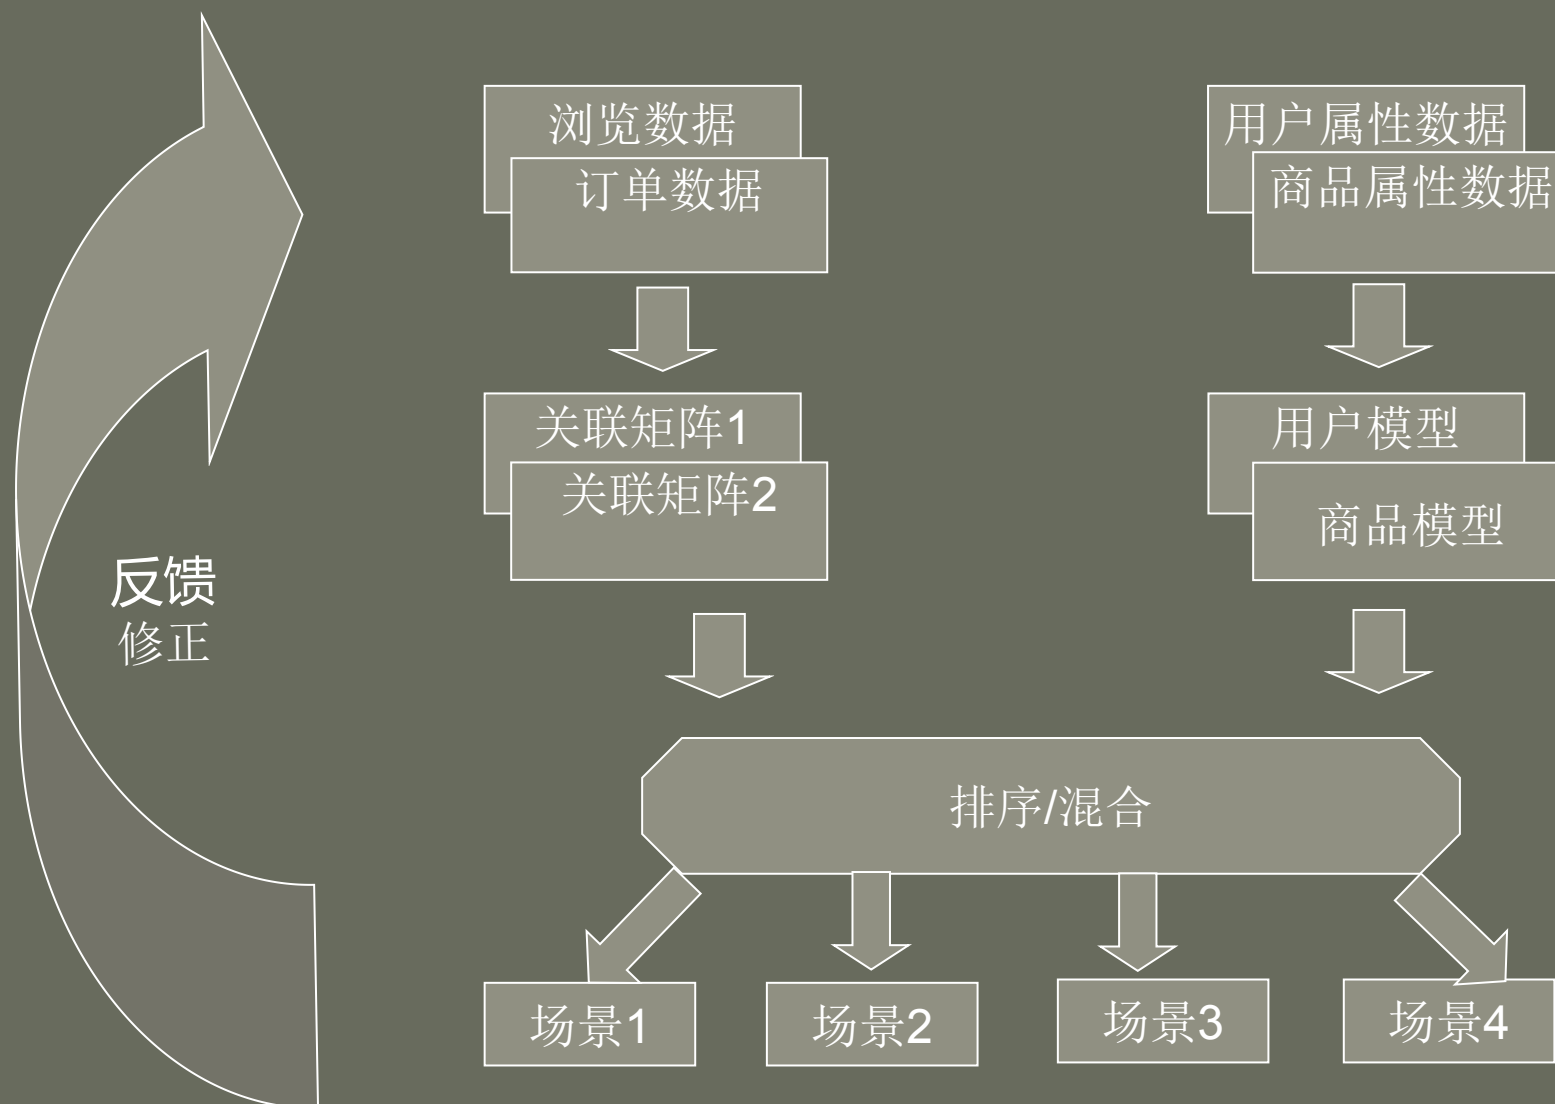 浏览数据
订单数据
用户属性数据
商品属性数据
关联矩阵1
关联矩阵2
用户模型
商品模型
反馈
修正
排序/混合
场景1
场景2
场景3
场景4